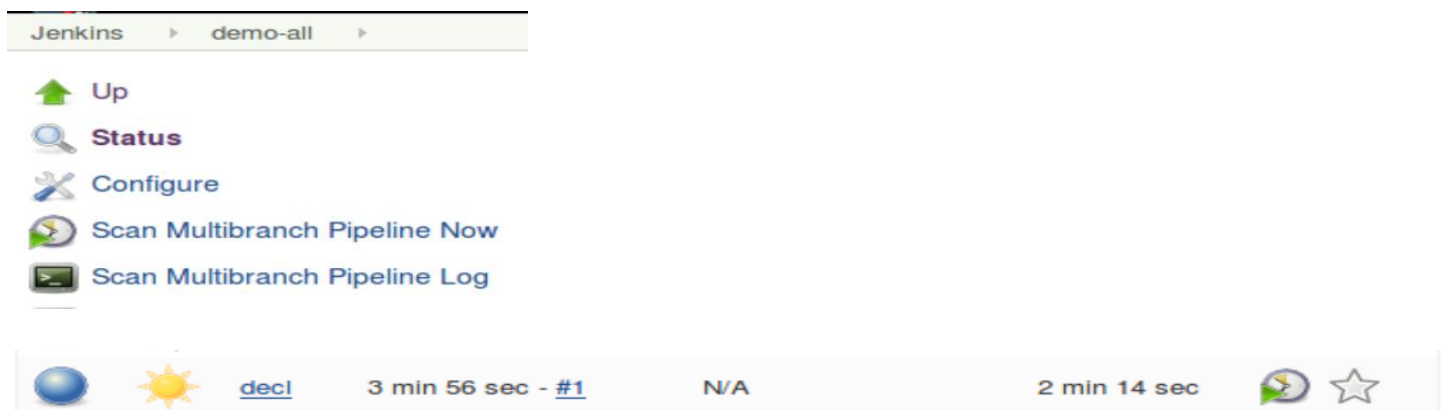 Jenkins demo-all
Up
Status
Configure
Scan Multibranch Pipeline Now
Scan Multibranch Pipeline Log
decl 3 min 56 sec - #1 N/A 2 min 14 sec